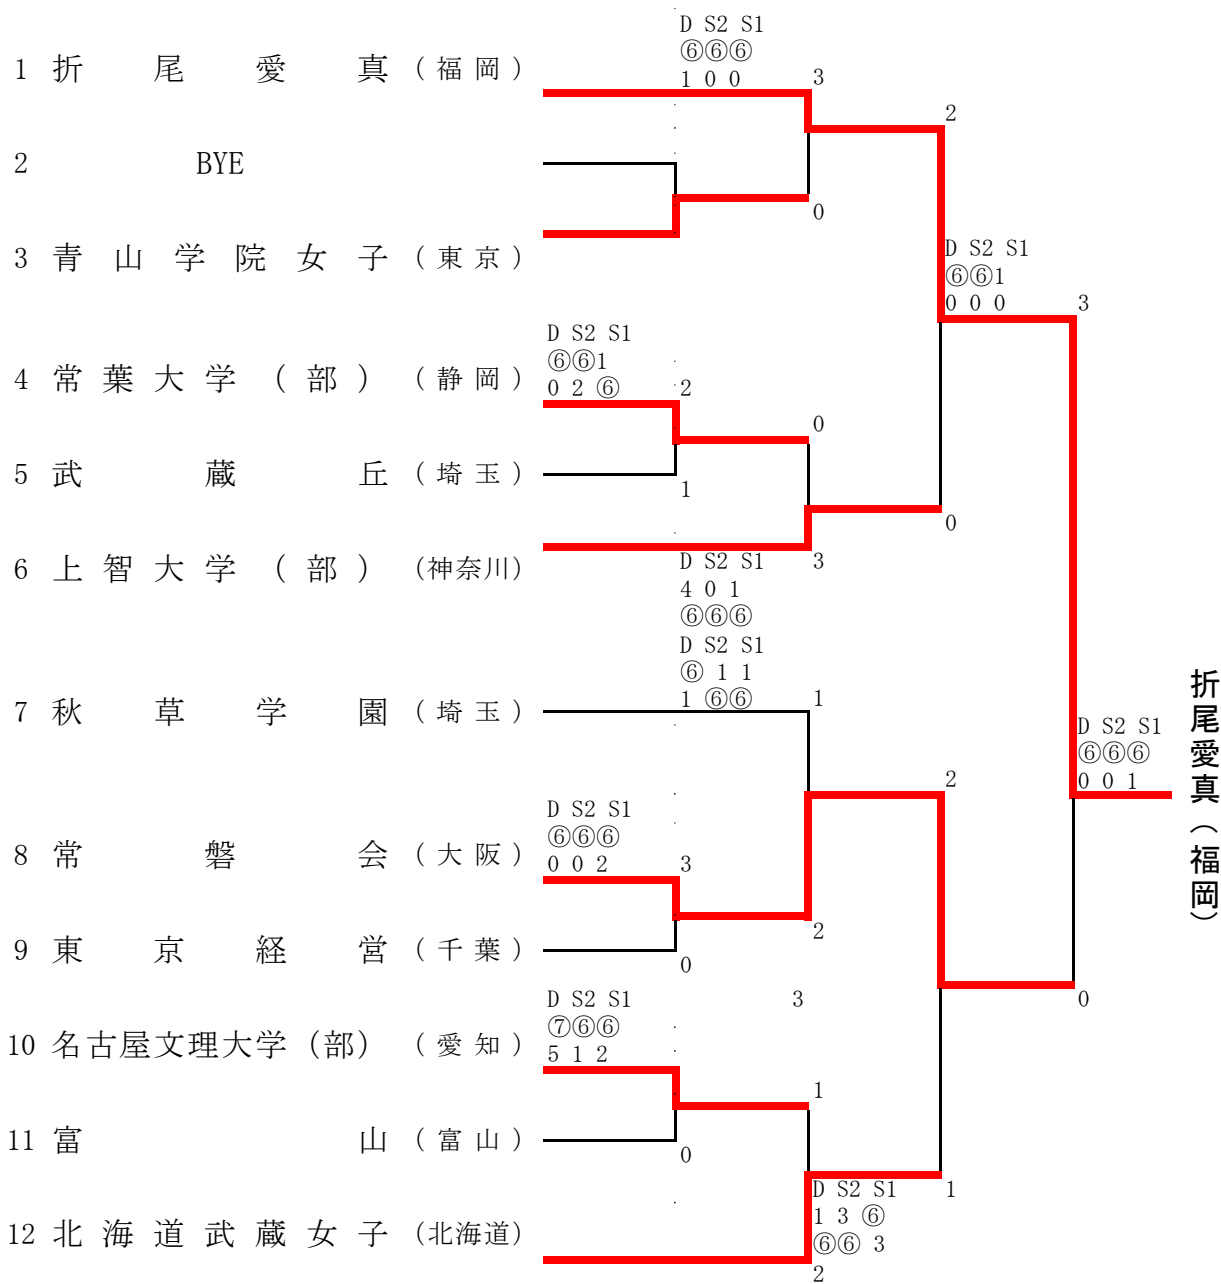 D S2 S1
⑥⑥⑥
1 0 0
1 折尾愛真 (福岡)
3
2
2 BYE
0
3 青山学院女子 (東京)
D S2 S1
⑥⑥1
0 0 0
3
D S2 S1
⑥⑥1
0 2 ⑥
4 常葉大学(部) (静岡)
2
0
5 武蔵丘 (埼玉)
1
0
6 上智大学(部) (神奈川)
3
D S2 S1
4 0 1
⑥⑥⑥
D S2 S1
⑥ 1 1
1 ⑥⑥
7 秋草学園 (埼玉)
1
D S2 S1
⑥⑥⑥
0 0 1
折尾愛真(福岡)
2
D S2 S1
⑥⑥⑥
0 0 2
8 常磐会 (大阪)
3
2
9 東京経営 (千葉)
0
0
D S2 S1
3
⑦⑥⑥
5 1 2
10 名古屋文理大学(部) (愛知)
1
11 富山 (富山)
0
1
D S2 S1
1 3 ⑥
⑥⑥ 3
12 北海道武蔵女子 (北海道)
2